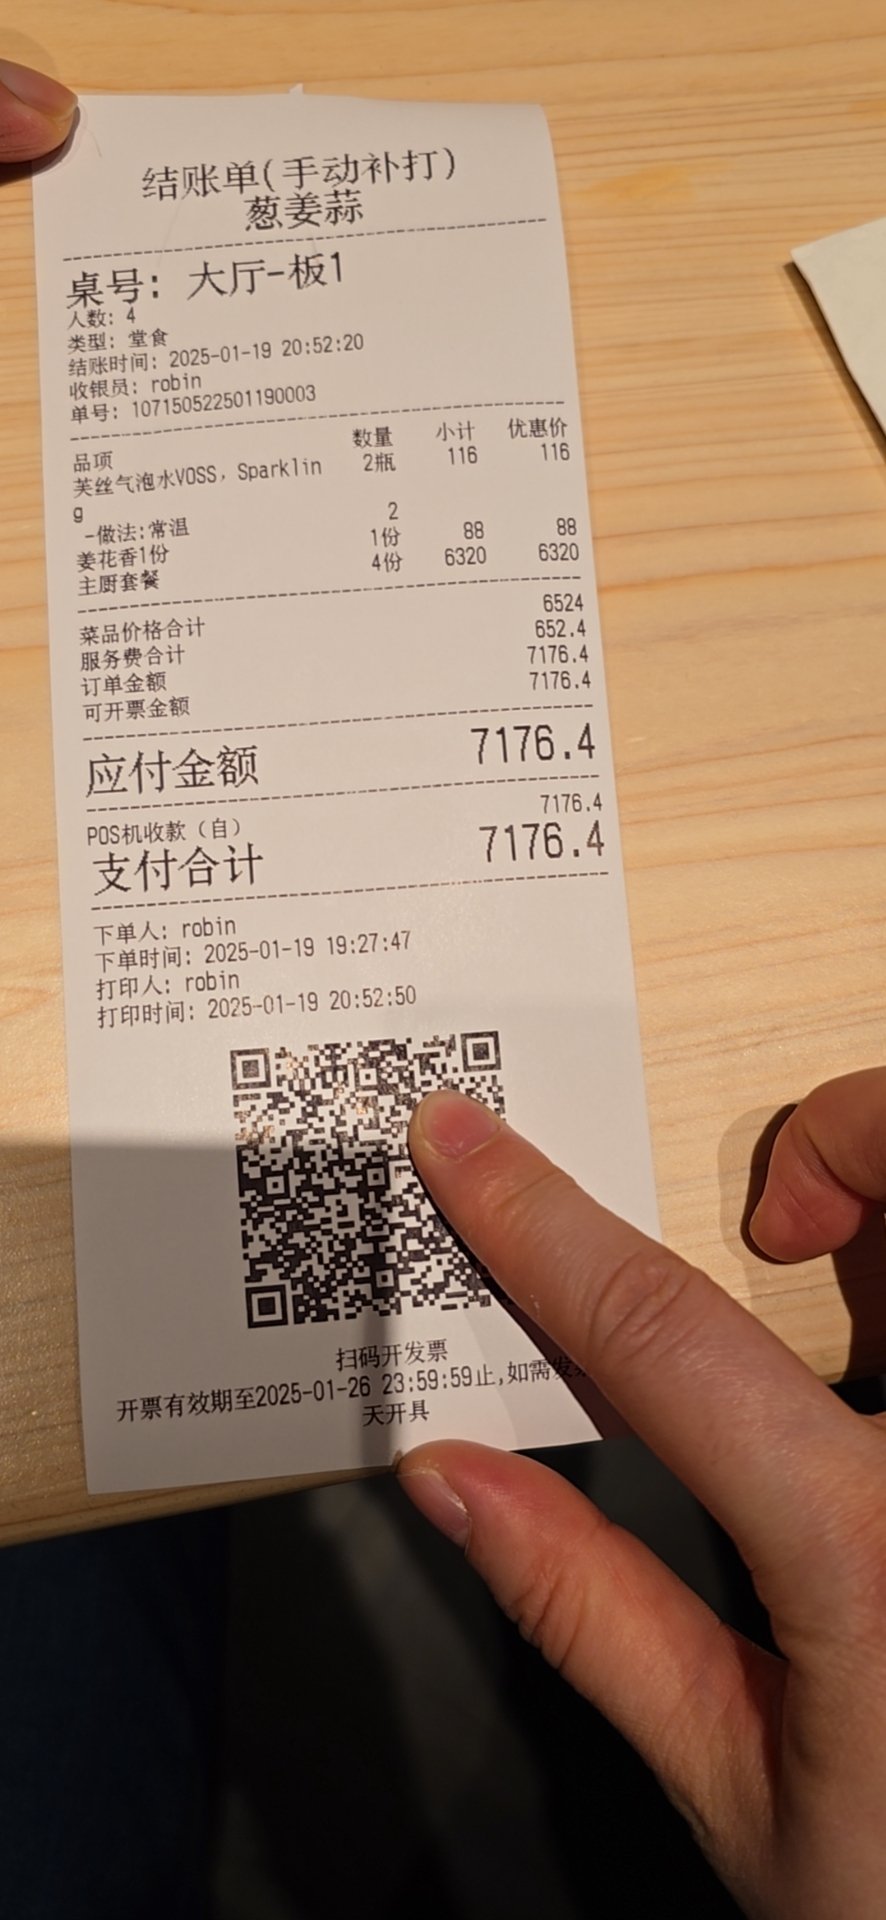 结账单(手动补打)
葱姜蒜
桌号: 大厅-板1
人数: 4
类型: 堂食
结账时间: 2025-01-19 20:52:20
收银员: robin
单号: 107150522501190003
品项 数量 小计 优惠价
芙丝气泡水VOSS, Sparklin 2瓶 116 116
g
-做法:常温 2
姜花香1份 1份 88 88
主厨套餐 4份 6320 6320
菜品价格合计 6524
服务费合计 652.4
订单金额 7176.4
可开票金额 7176.4
应付金额 7176.4
POS机收款（自） 7176.4
支付合计 7176.4
下单人: robin
下单时间: 2025-01-19 19:27:47
打印人: robin
打印时间: 2025-01-19 20:52:50
扫码开发票
开票有效期至2025-01-26 23:59:59止,如需发
天开具